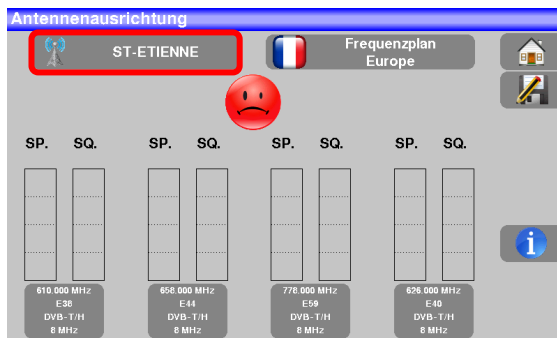 Antennenausrichtung
ST-ETIENNE
Frequenzplan
Europe
SP. SQ. SP. SQ. SP. SQ. SP. SQ.
610.000 MHz 658.000 MHz 778.000 MHz 626.000 MHz
E38 E44 E59 E40
DVB-T/H DVB-T/H DVB-T/H DVB-T/H
8 MHz 8 MHz 8 MHz 8 MHz